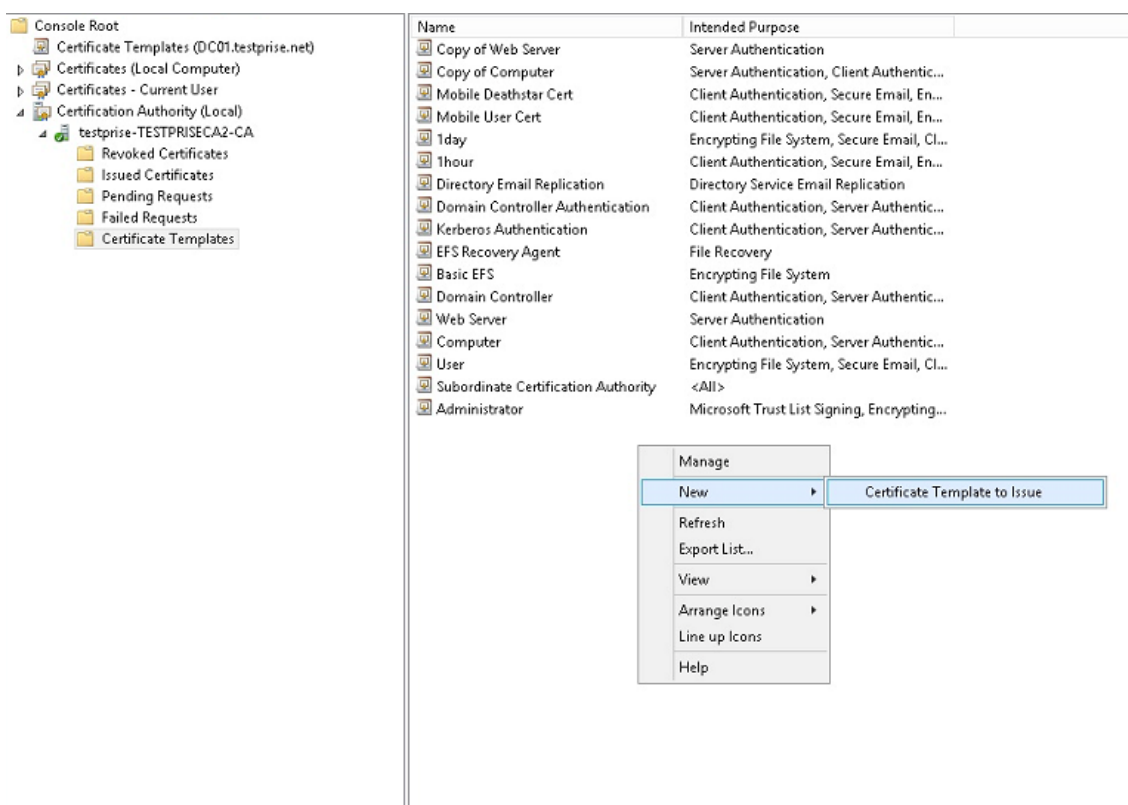 Console Root
Certificate Templates (DC01.testprise.net)
Certificates (Local Computer)
Certificates - Current User
Certification Authority (Local)
testprise-TESTPRISECA2-CA
Revoked Certificates
Issued Certificates
Pending Requests
Failed Requests
Certificate Templates
Name Intended Purpose
Copy of Web Server Server Authentication
Copy of Computer Server Authentication, Client Authentic...
Mobile Deathstar Cert Client Authentication, Secure Email, En...
Mobile User Cert Client Authentication, Secure Email, En...
1day Encrypting File System, Secure Email, Cl...
1hour Client Authentication, Secure Email, En...
Directory Email Replication Directory Service Email Replication
Domain Controller Authentication Client Authentication, Server Authentic...
Kerberos Authentication Client Authentication, Server Authentic...
EFS Recovery Agent File Recovery
Basic EFS Encrypting File System
Domain Controller Client Authentication, Server Authentic...
Web Server Server Authentication
Computer Client Authentication, Server Authentic...
User Encrypting File System, Secure Email, Cl...
Subordinate Certification Authority <All>
Administrator Microsoft Trust List Signing, Encrypting...
Manage
New Certificate Template to Issue
Refresh
Export List...
View
Arrange Icons
Line up Icons
Help